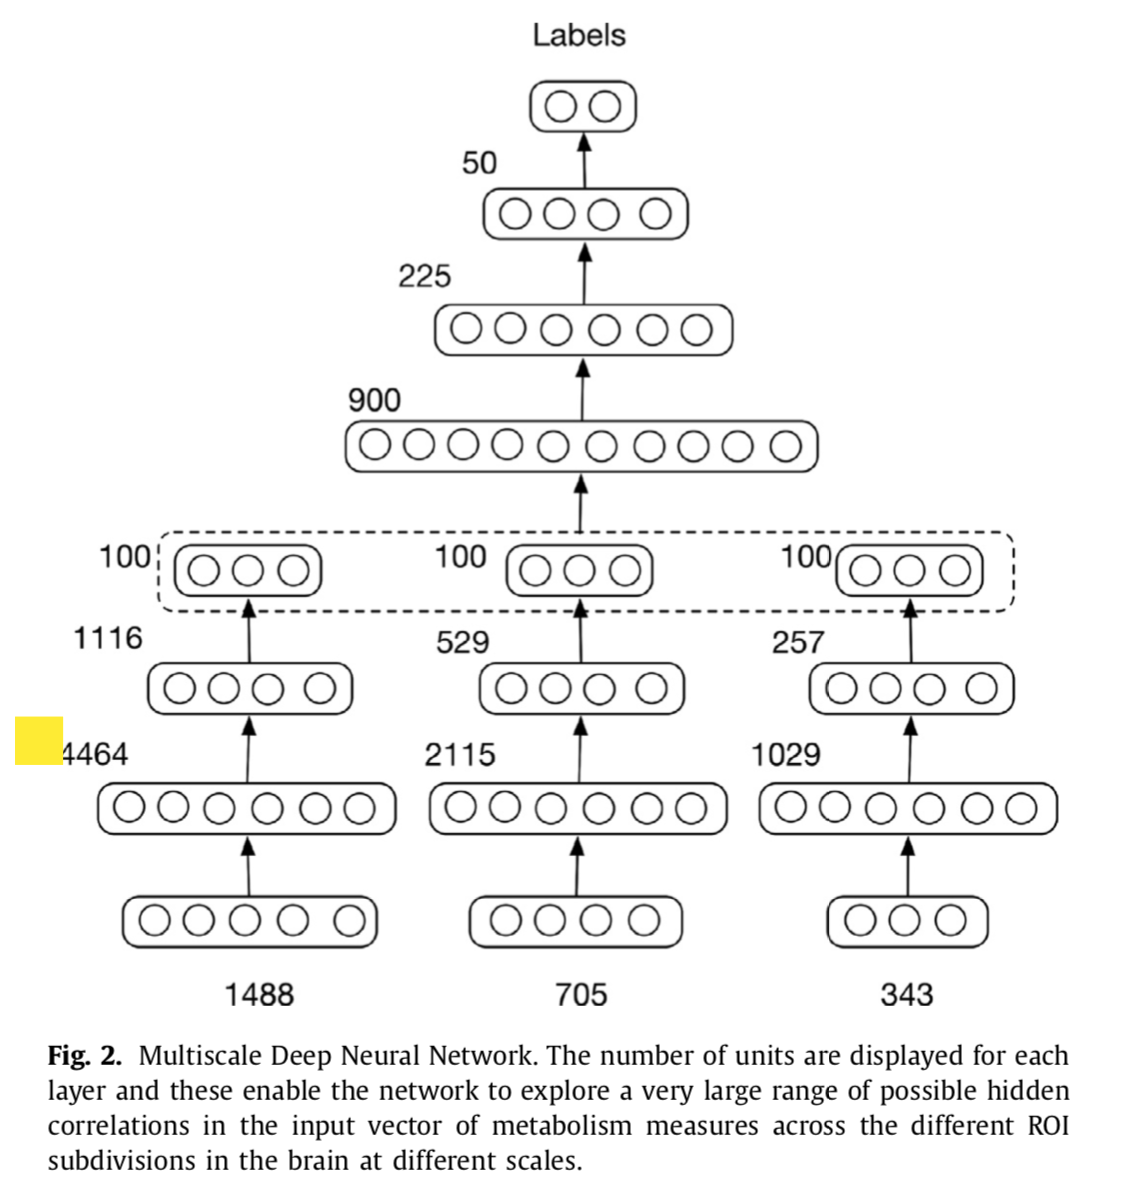 Labels
50
225
900
100 100 100
1116 529 257
4464 2115 1029
1488 705 343
Fig. 2. Multiscale Deep Neural Network. The number of units are displayed for each
layer and these enable the network to explore a very large range of possible hidden
correlations in the input vector of metabolism measures across the different ROI
subdivisions in the brain at different scales.